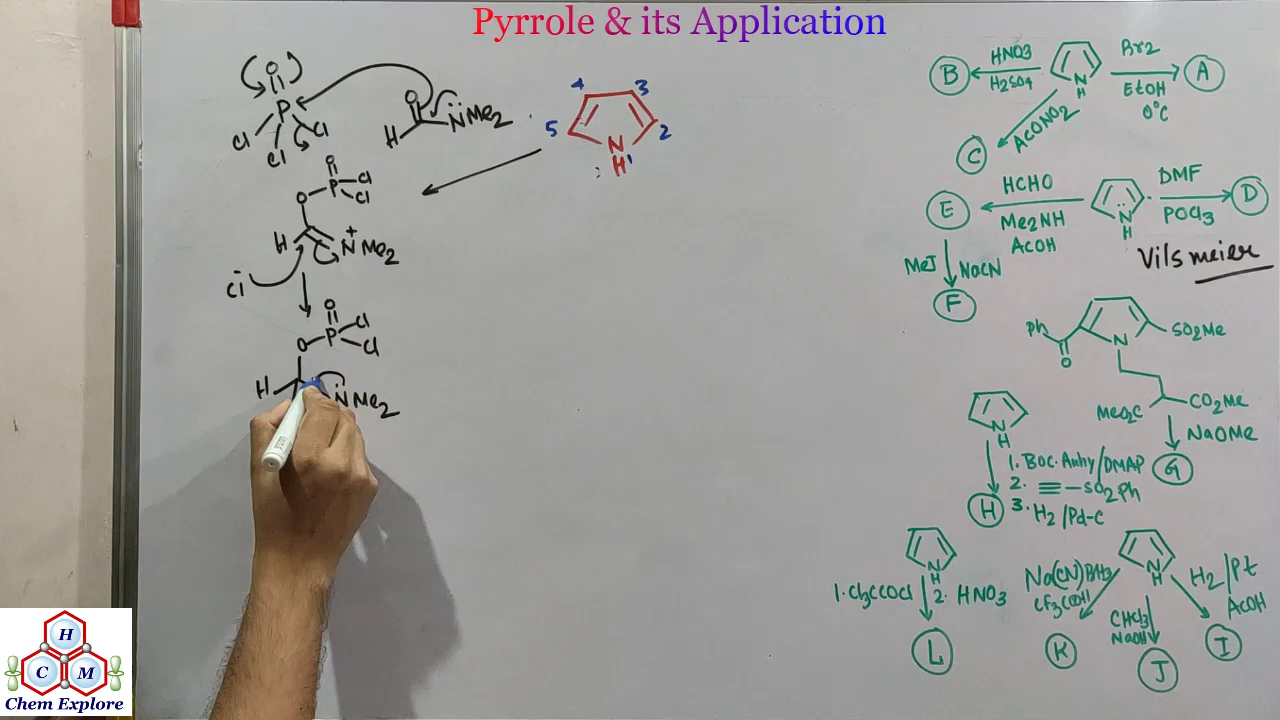 Pyrrole & its Application
O
P
Cl
Cl
Cl
O
H
NMe2
4
3
5
2
N
H
1
O
P
Cl
Cl
O
H
+
NMe2
Cl
O
P
Cl
Cl
O
H
NMe2
B
HNO3
H2SO4
N
H
Br2
EtOH
0°C
A
AcONO2
C
E
HCHO
Me2NH
AcOH
N
H
DMF
POCl3
D
MeI
NaCN
F
Vilsmeier
Ph
O
N
SO2Me
MeO2C
CO2Me
NaOMe
G
N
H
1. Boc. Anhy/DMAP
2. ≡—SO2Ph
3. H2/Pd-C
H
N
H
1. Cl3CCOCl
2. HNO3
L
N
H
Na(CN)BH3
CF3COOH
K
CHCl3
NaOH
J
H2/Pt
AcOH
I
H
C
M
Chem Explore